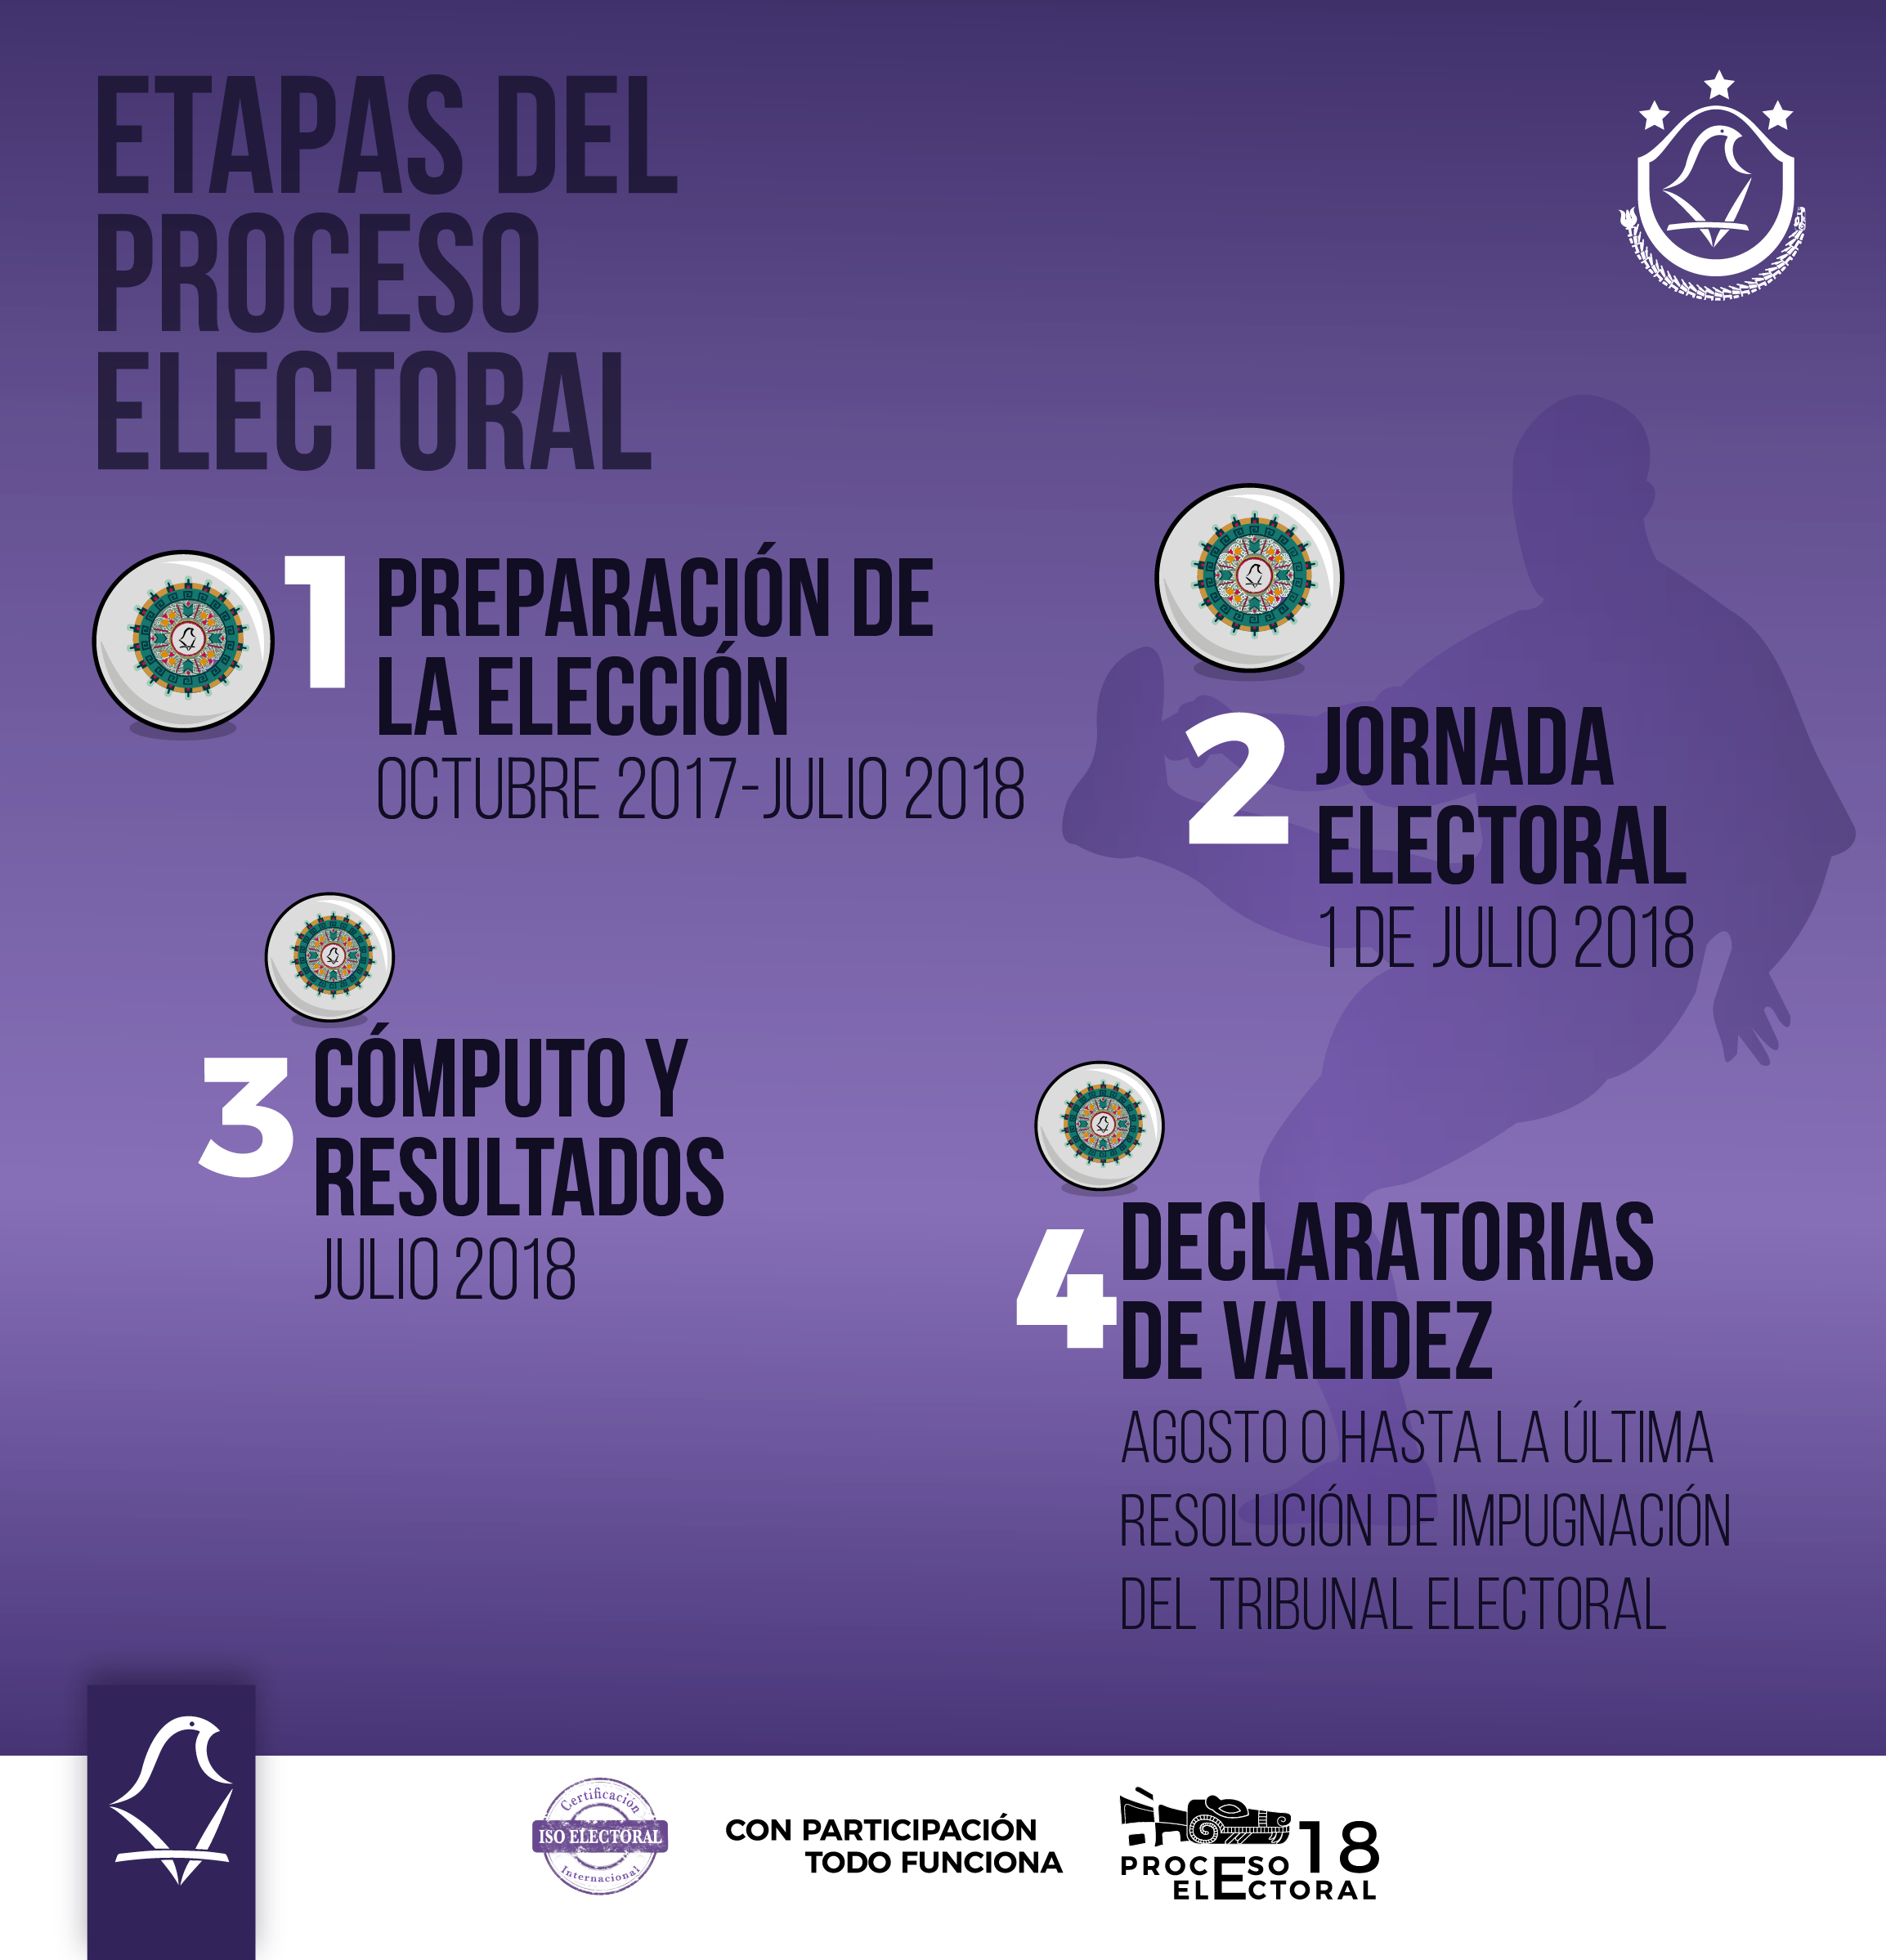 ETAPAS DEL
PROCESO
ELECTORAL
1
PREPARACIÓN DE
LA ELECCIÓN
OCTUBRE 2017-JULIO 2018
2
JORNADA
ELECTORAL
1 DE JULIO 2018
3
CÓMPUTO Y
RESULTADOS
JULIO 2018
4
DECLARATORIAS
DE VALIDEZ
AGOSTO O HASTA LA ÚLTIMA
RESOLUCIÓN DE IMPUGNACIÓN
DEL TRIBUNAL ELECTORAL
Certificación
ISO ELECTORAL
Internacional
CON PARTICIPACIÓN
TODO FUNCIONA
PROCESO 18
ELECTORAL